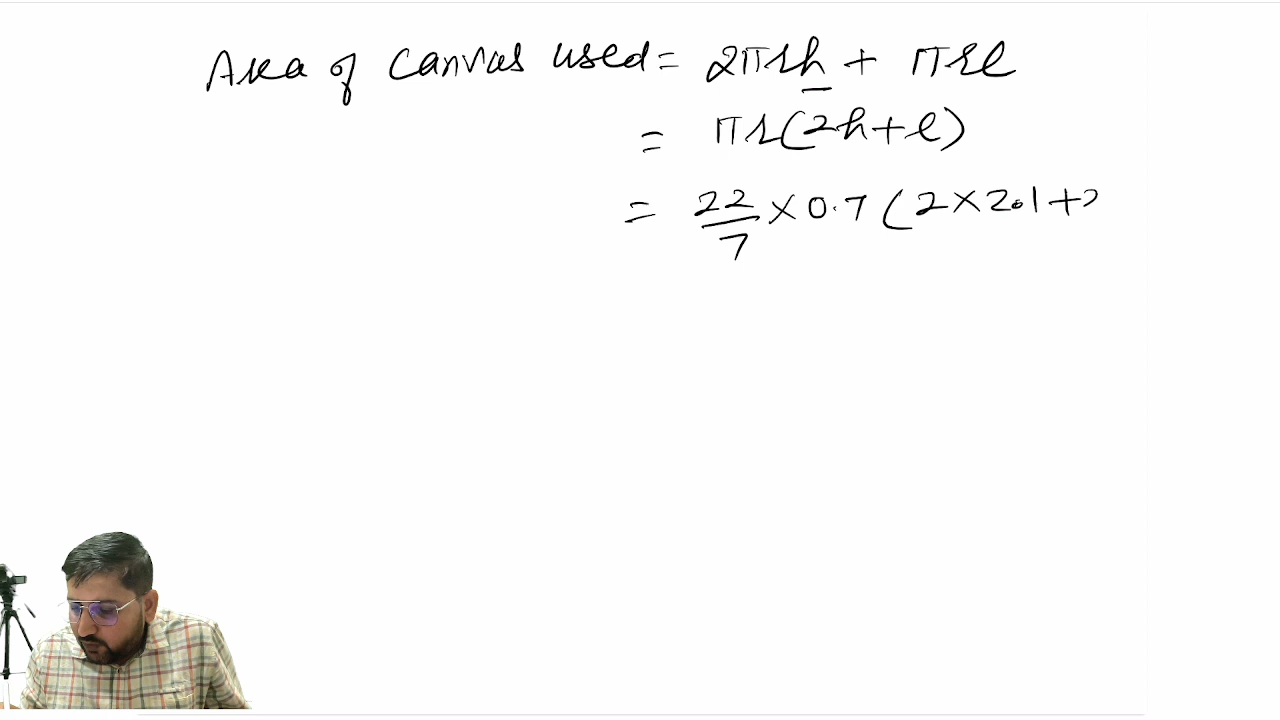 Area of canvas used = 2πrh + πrl
= πr(2h+l)
= 22/7 × 0.7 (2×2.1+